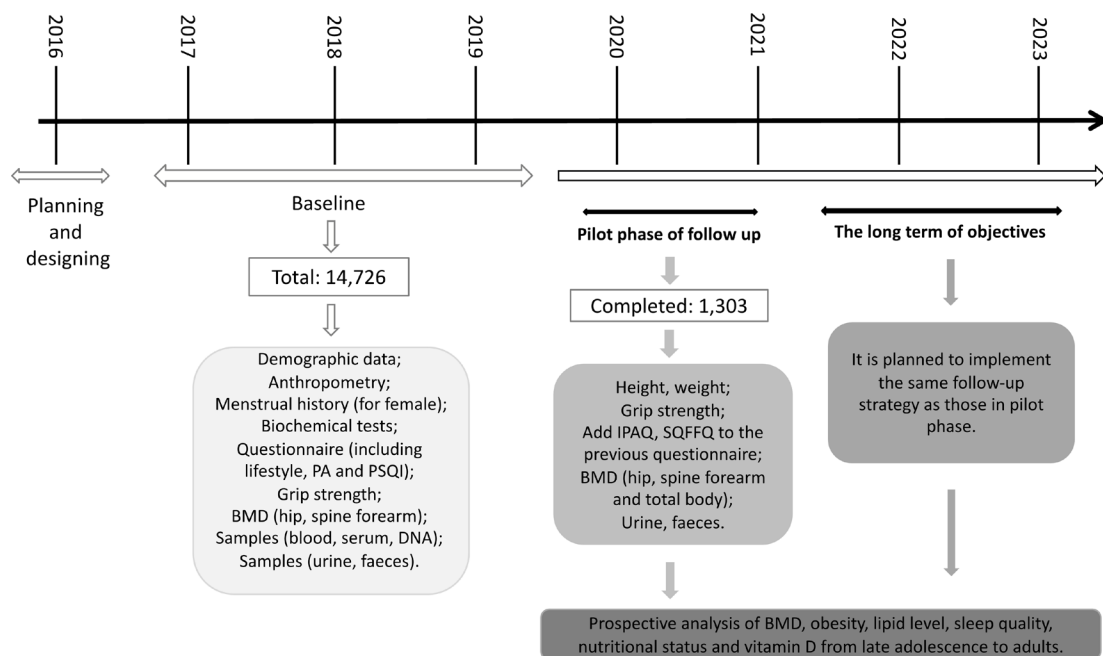 2016
2017
2018
2019
2020
2021
2022
2023
Planning
and
designing
Baseline
Total: 14,726
Demographic data;
Anthropometry;
Menstrual history (for female);
Biochemical tests;
Questionnaire (including
lifestyle, PA and PSQI);
Grip strength;
BMD (hip, spine forearm);
Samples (blood, serum, DNA);
Samples (urine, faeces).
Pilot phase of follow up
Completed: 1,303
Height, weight;
Grip strength;
Add IPAQ, SQFFQ to the
previous questionnaire;
BMD (hip, spine forearm
and total body);
Urine, faeces.
The long term of objectives
It is planned to implement
the same follow-up
strategy as those in pilot
phase.
Prospective analysis of BMD, obesity, lipid level, sleep quality,
nutritional status and vitamin D from late adolescence to adults.